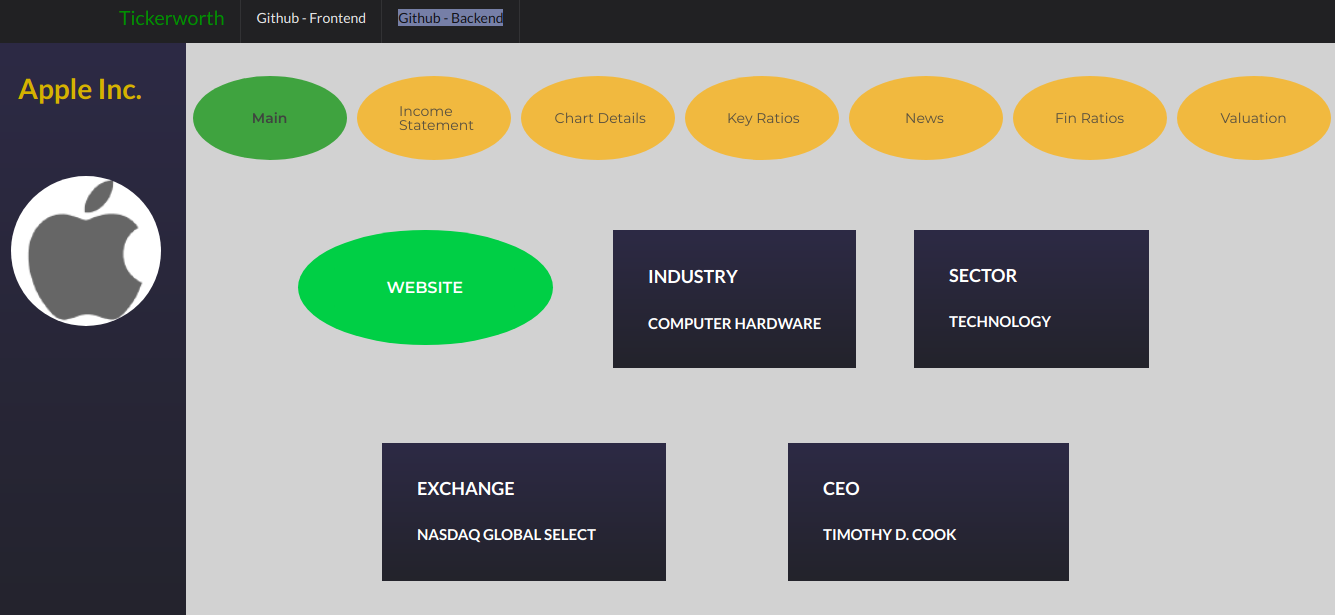 Tickerworth
Github - Frontend
Github - Backend
Apple Inc.
Main
Income
Statement
Chart Details
Key Ratios
News
Fin Ratios
Valuation
WEBSITE
INDUSTRY
COMPUTER HARDWARE
SECTOR
TECHNOLOGY
EXCHANGE
NASDAQ GLOBAL SELECT
CEO
TIMOTHY D. COOK